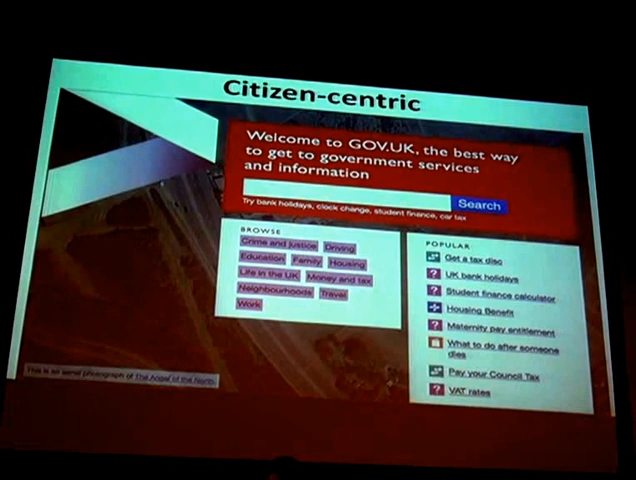 Citizen-centric
Welcome to GOV.UK, the best way
to get to government services
and information
Search
Try bank holidays, clock change, student finance, car tax
BROWSE
Crime and justice Driving
Education Family Housing
Life in the UK Money and tax
Neighbourhoods Travel
Work
POPULAR
Get a tax disc
UK bank holidays
Student finance calculator
Housing Benefit
Maternity pay entitlement
What to do after someone
dies
Pay your Council Tax
VAT rates
This is an aerial photograph of The Angel of the North